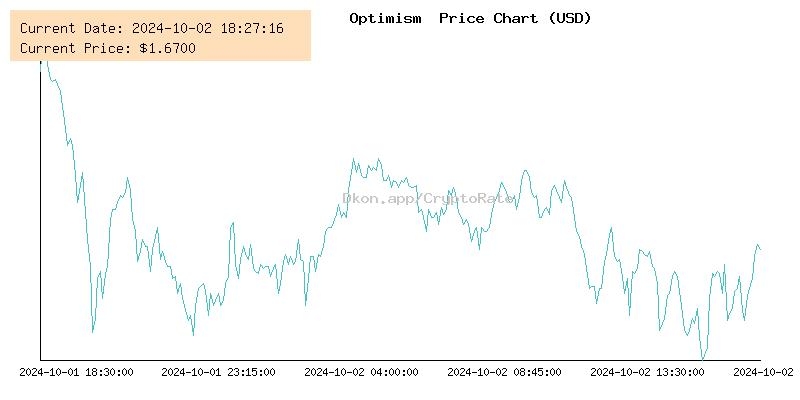 Optimism Price Chart (USD)
Current Date: 2024-10-02 18:27:16
Current Price: $1.6700
Dkon.app/CryptoRate
2024-10-01 18:30:00 2024-10-01 23:15:00 2024-10-02 04:00:00 2024-10-02 08:45:00 2024-10-02 13:30:00 2024-10-02